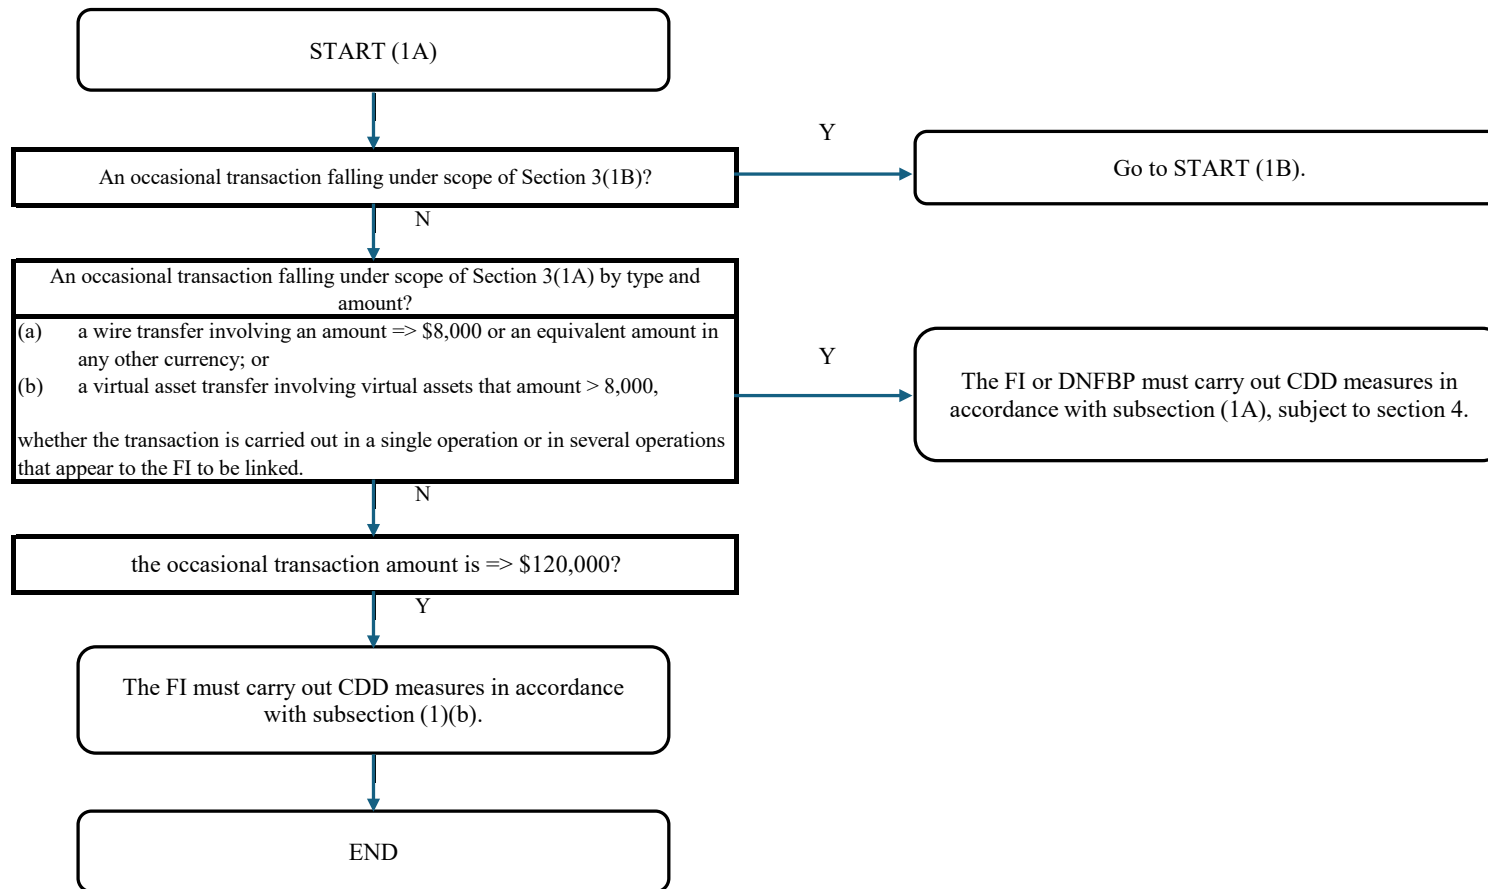 START (1A)
Y
An occasional transaction falling under scope of Section 3(1B)?
Go to START (1B).
N
An occasional transaction falling under scope of Section 3(1A) by type and
amount?
(a) a wire transfer involving an amount => $8,000 or an equivalent amount in
any other currency; or
(b) a virtual asset transfer involving virtual assets that amount > 8,000,
whether the transaction is carried out in a single operation or in several operations
that appear to the FI to be linked.
Y
The FI or DNFBP must carry out CDD measures in
accordance with subsection (1A), subject to section 4.
N
the occasional transaction amount is => $120,000?
Y
The FI must carry out CDD measures in accordance
with subsection (1)(b).
END